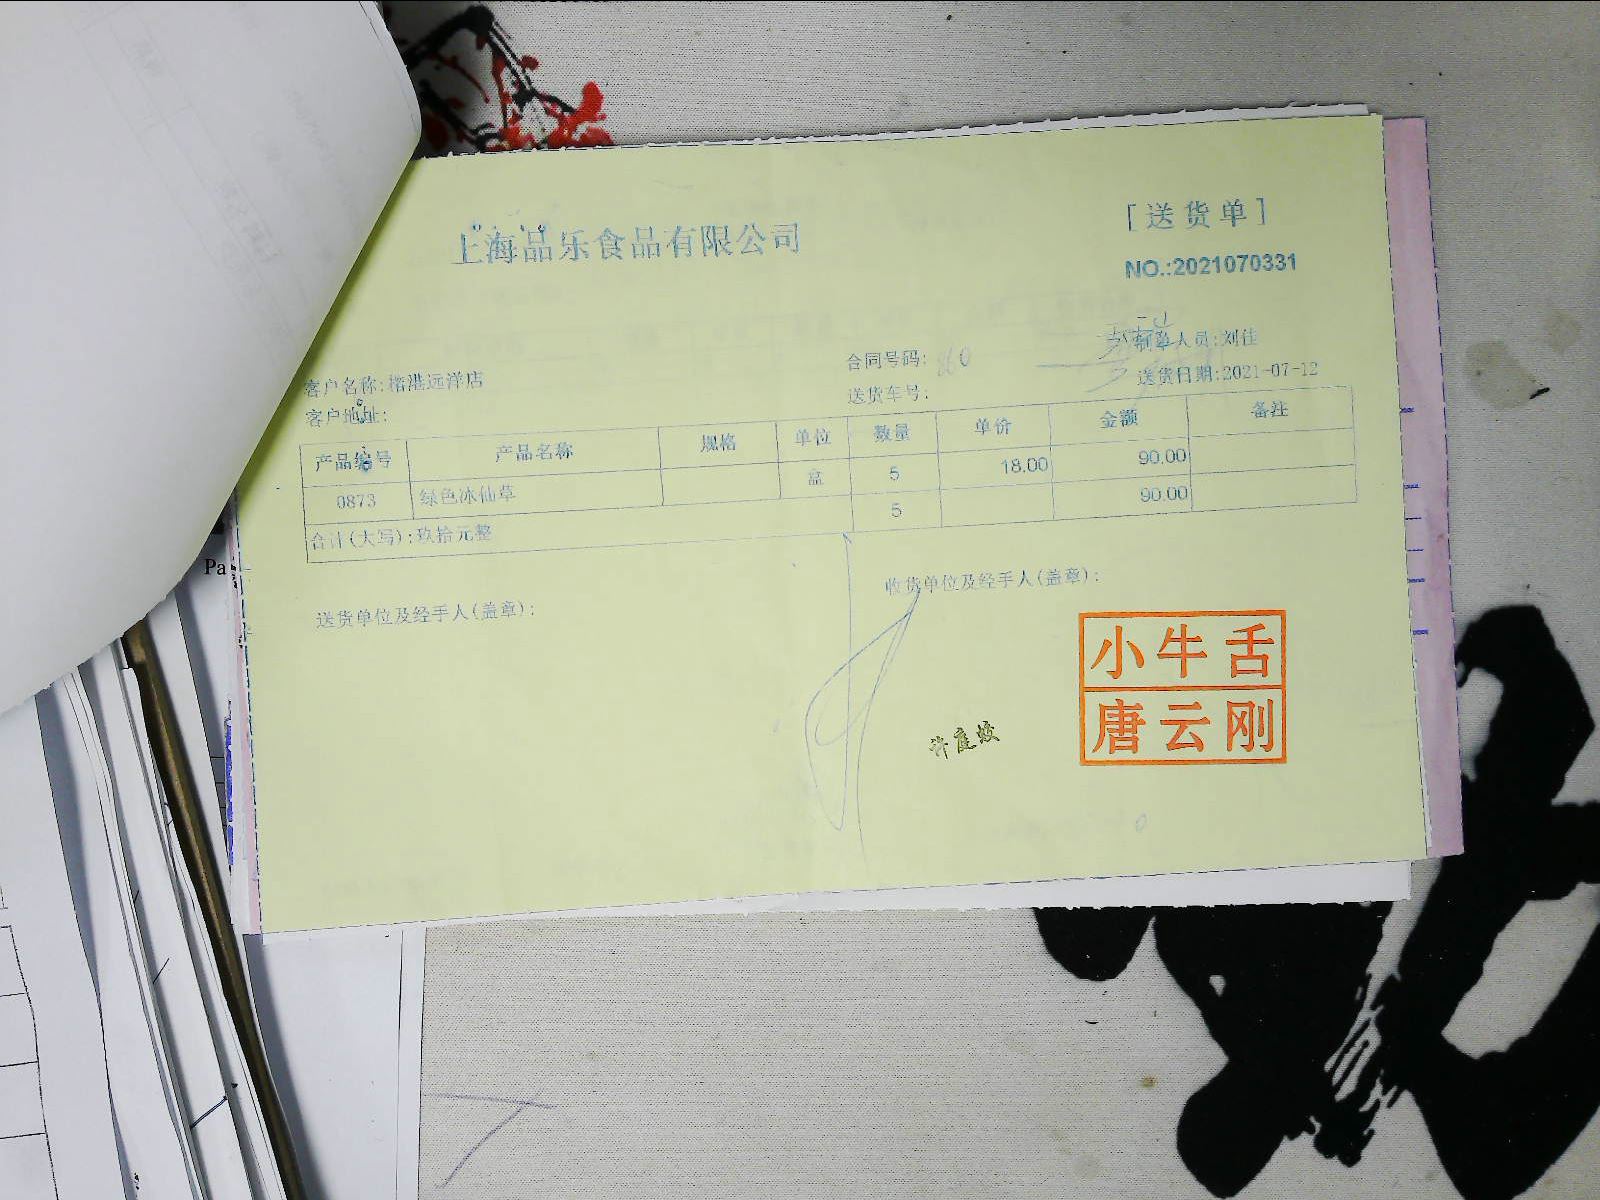 上海品乐食品有限公司
[送货单]
NO.:2021070331
合同号码:
制单人员:刘佳
客户名称:楷湛远洋店
送货车号:
送货日期:2021-07-12
客户地址:
产品编号 产品名称 规格 单位 数量 单价 金额 备注
0873 绿色冰仙草 盒 5 18.00 90.00
合计(大写):玖拾元整 5 90.00
送货单位及经手人(盖章):
收货单位及经手人(盖章):
小牛舌
唐云刚
许庭姣
Pa